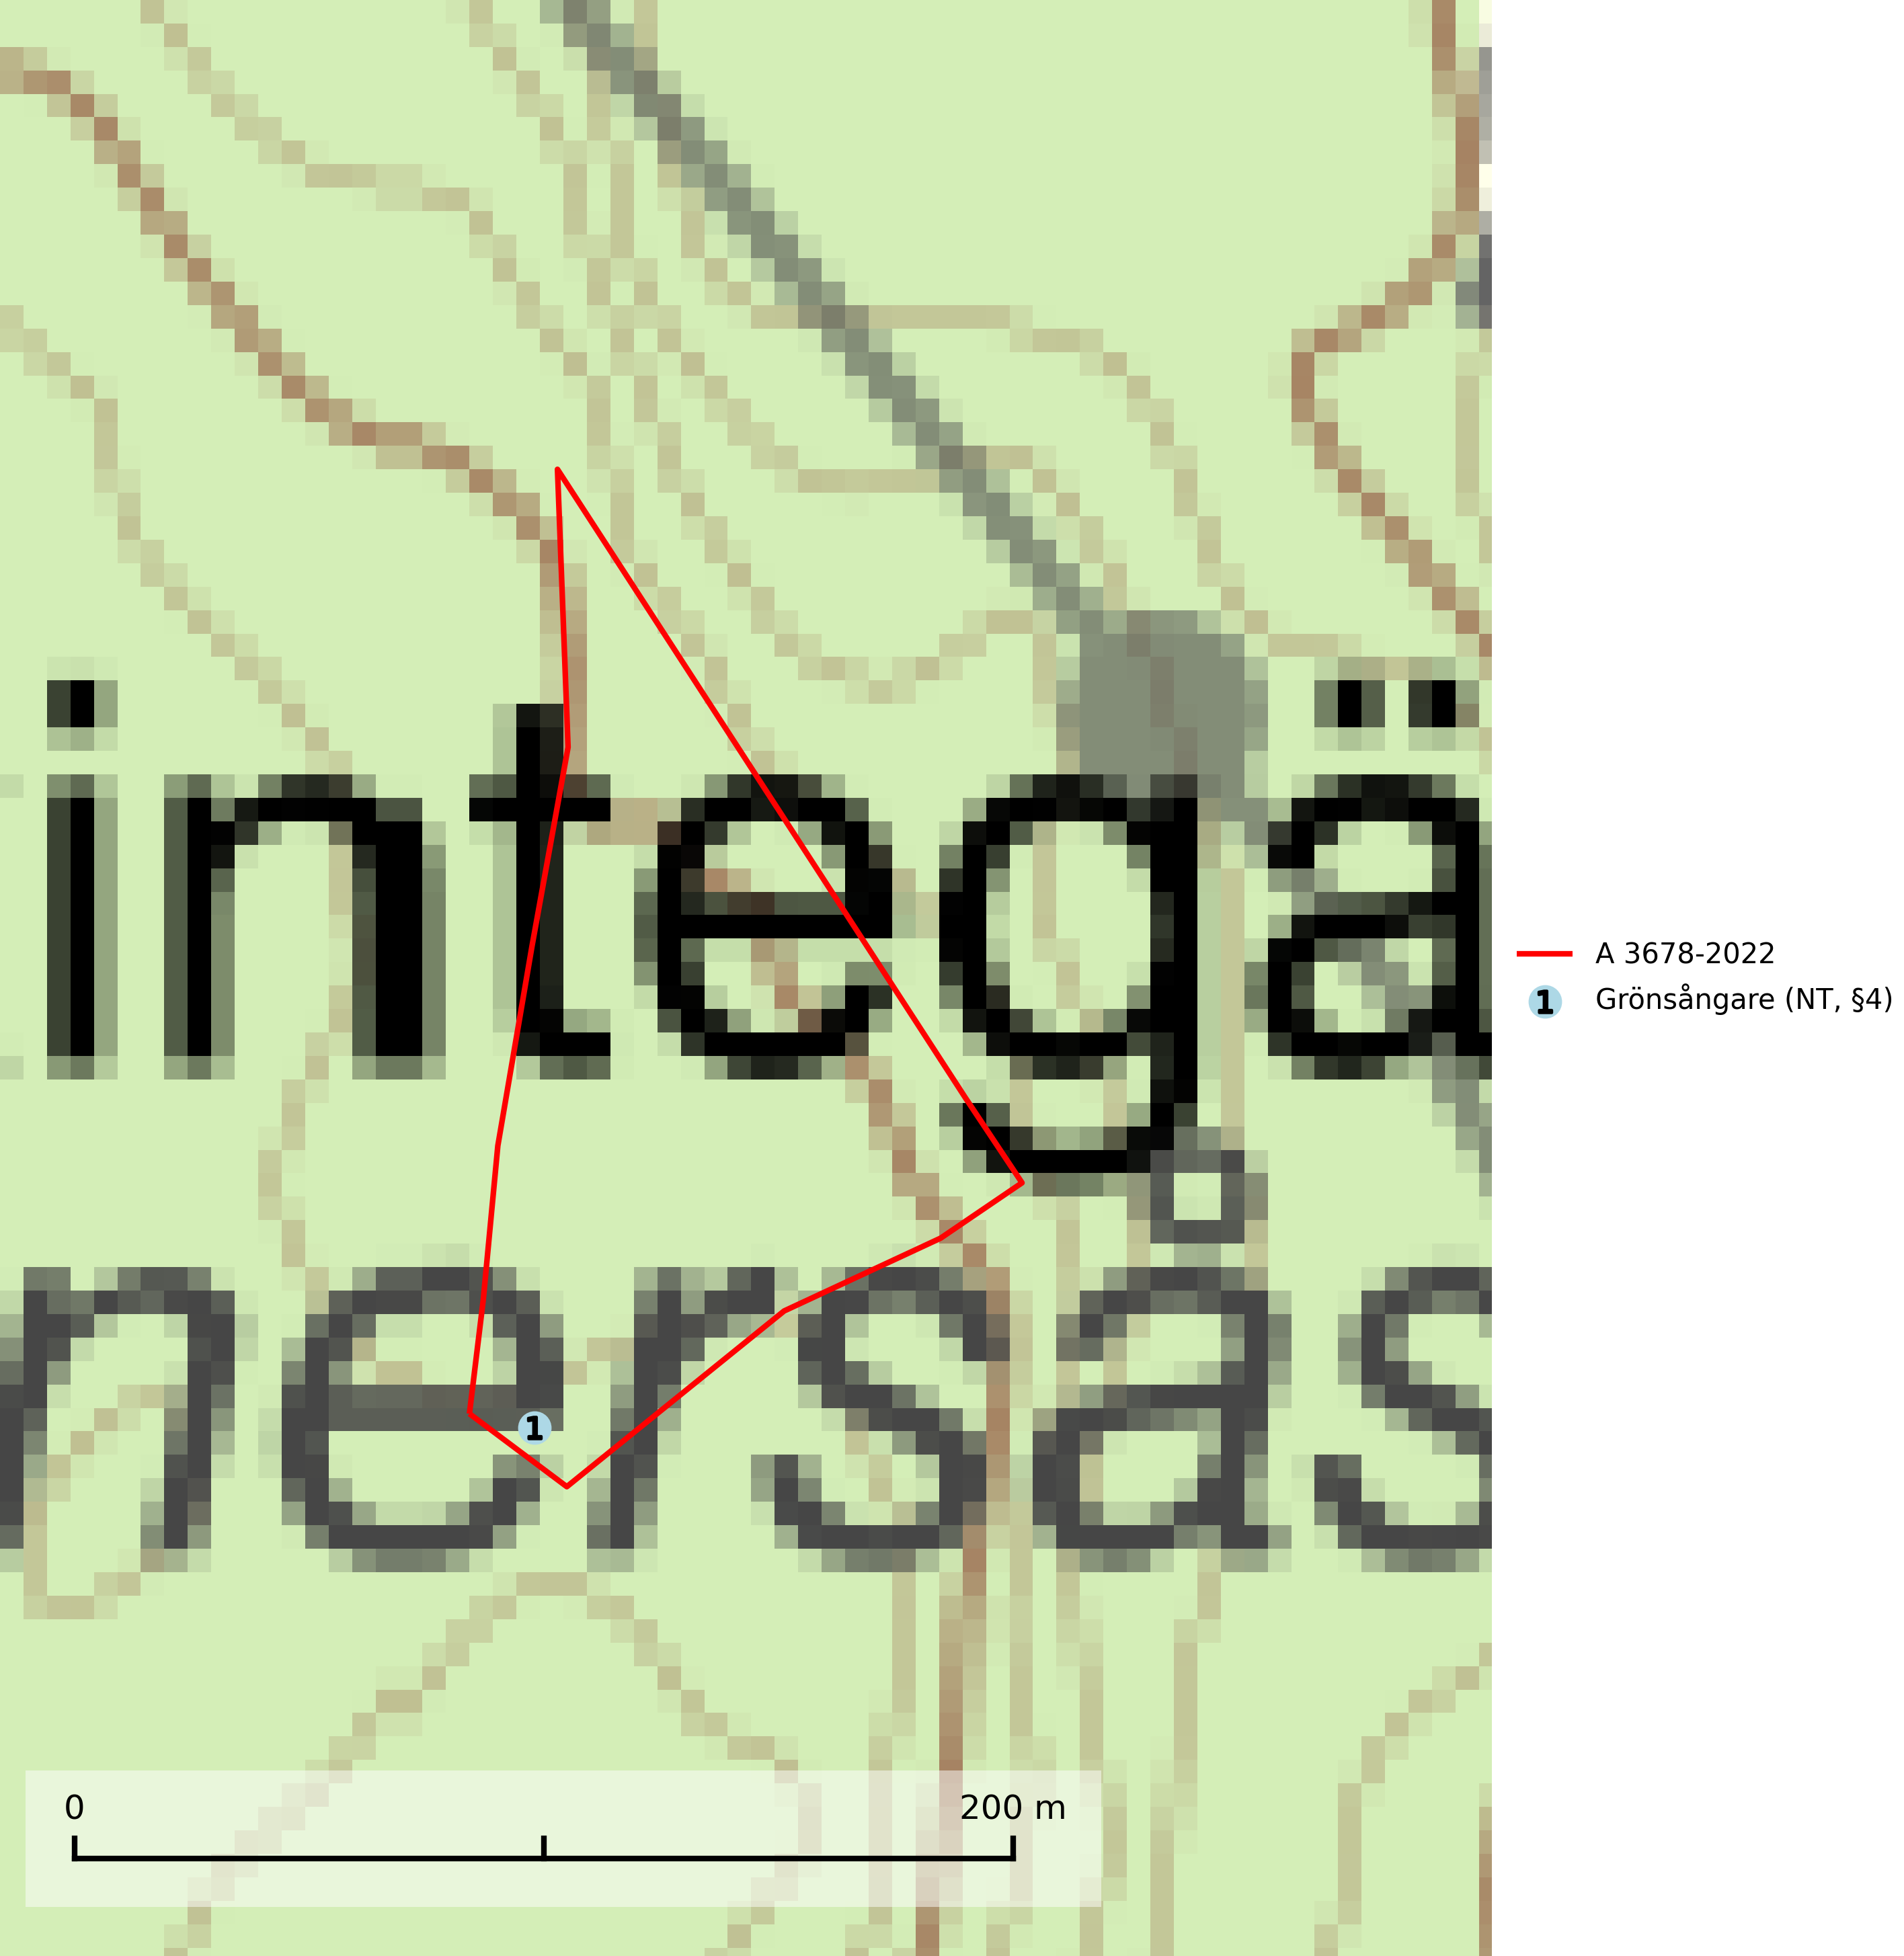 integä
nersas
A 3678-2022
1 Grönsångare (NT, §4)
1
0 200 m